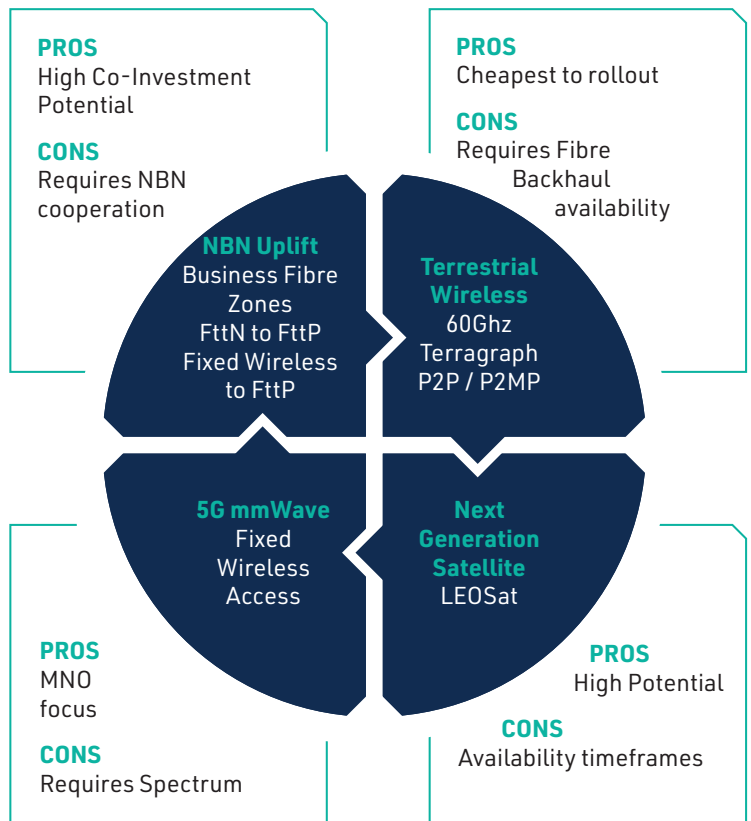 PROS
High Co-Investment
Potential
CONS
Requires NBN
cooperation
PROS
Cheapest to rollout
CONS
Requires Fibre
Backhaul
availability
NBN Uplift
Business Fibre
Zones
FttN to FttP
Fixed Wireless
to FttP
Terrestrial
Wireless
60Ghz
Terragraph
P2P / P2MP
5G mmWave
Fixed
Wireless
Access
Next
Generation
Satellite
LEOSat
PROS
MNO
focus
CONS
Requires Spectrum
PROS
High Potential
CONS
Availability timeframes